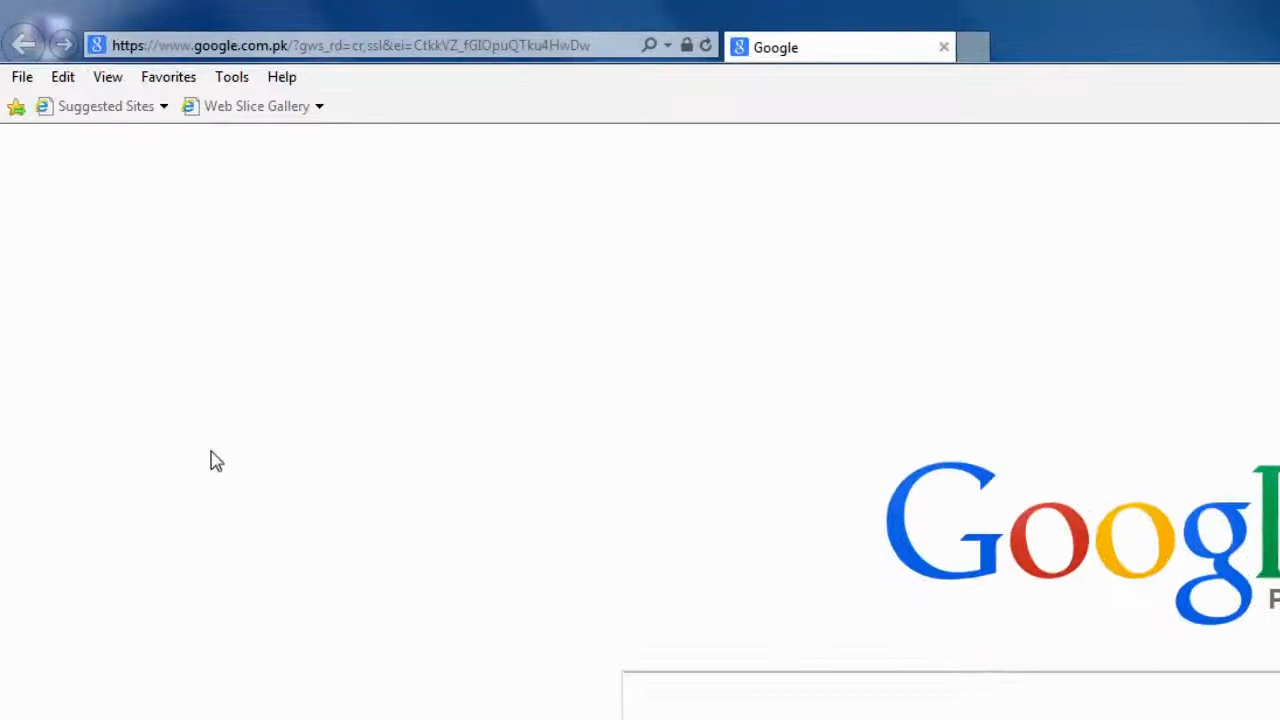 https://www.google.com.pk/?gws_rd=cr,ssl&ei=CtkkVZ_fGIOpuQTku4HwDw
Google
File Edit View Favorites Tools Help
Suggested Sites Web Slice Gallery
Googl
P